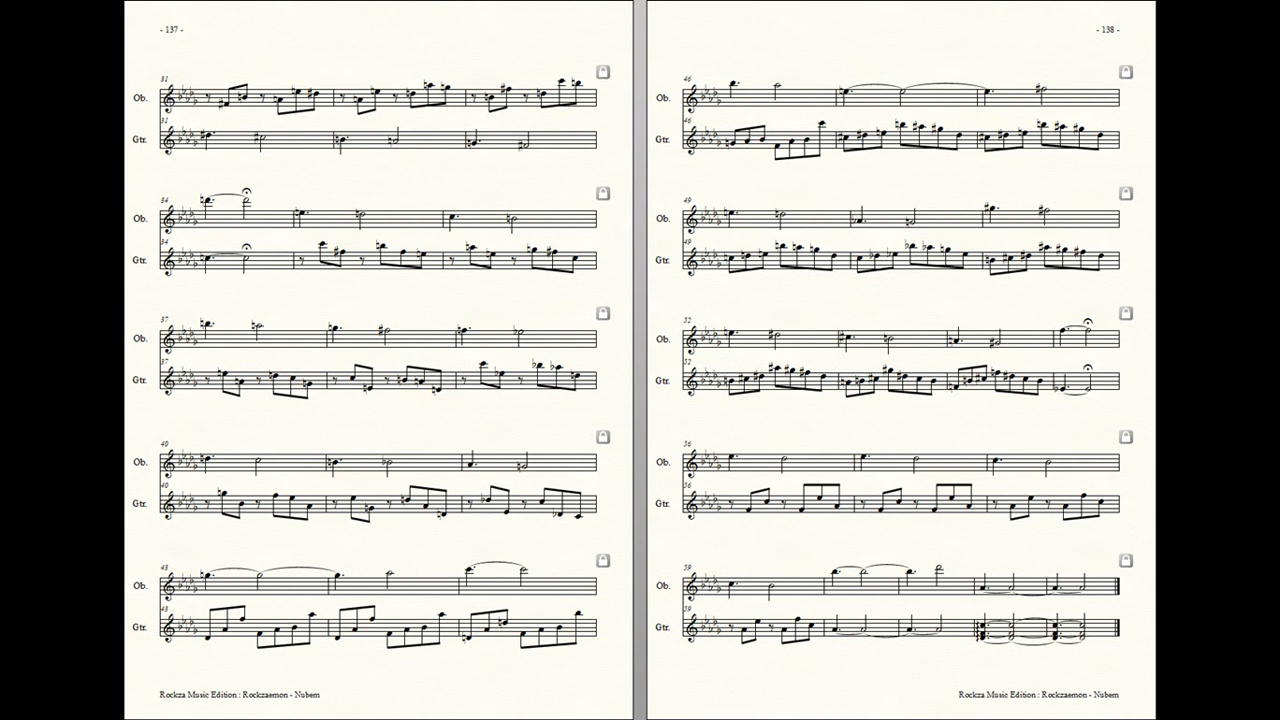 - 137 -
31
Ob.
31
Gtr.
34
Ob.
34
Gtr.
37
Ob.
37
Gtr.
40
Ob.
40
Gtr.
43
Ob.
43
Gtr.
Rockza Music Edition : Rockzaemon - Nubem
- 138 -
46
Ob.
46
Gtr.
49
Ob.
49
Gtr.
52
Ob.
52
Gtr.
56
Ob.
56
Gtr.
59
Ob.
59
Gtr.
Rockza Music Edition : Rockzaemon - Nubem